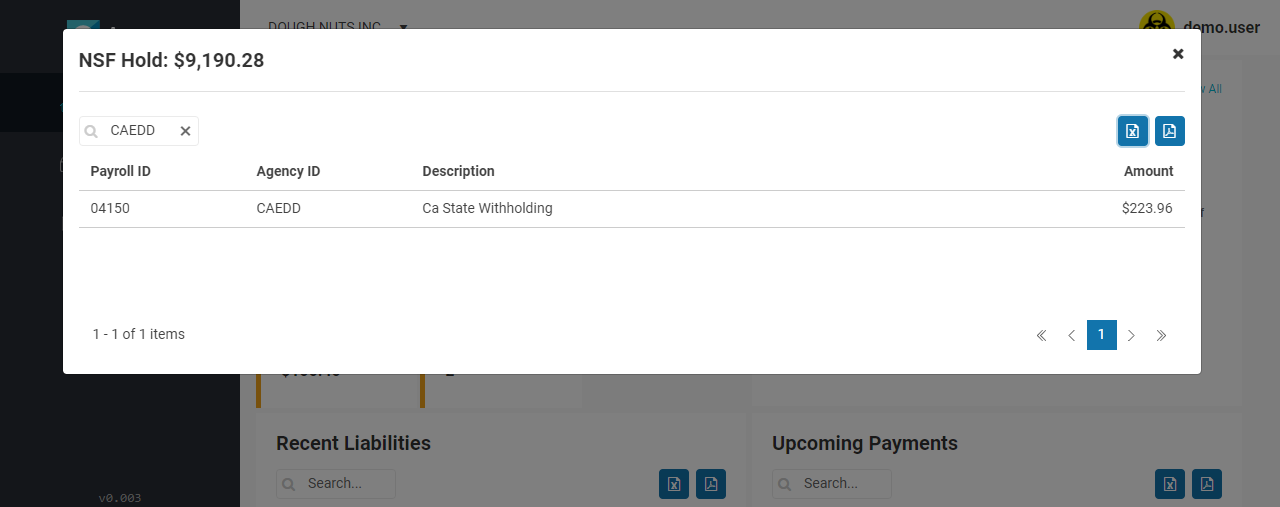 DOUGH NUTS INC
demo.user
NSF Hold: $9,190.28
All
CAEDD
Payroll ID Agency ID Description Amount
04150 CAEDD Ca State Withholding $223.96
1 - 1 of 1 items
1
Recent Liabilities Upcoming Payments
Search... Search...
v0.003